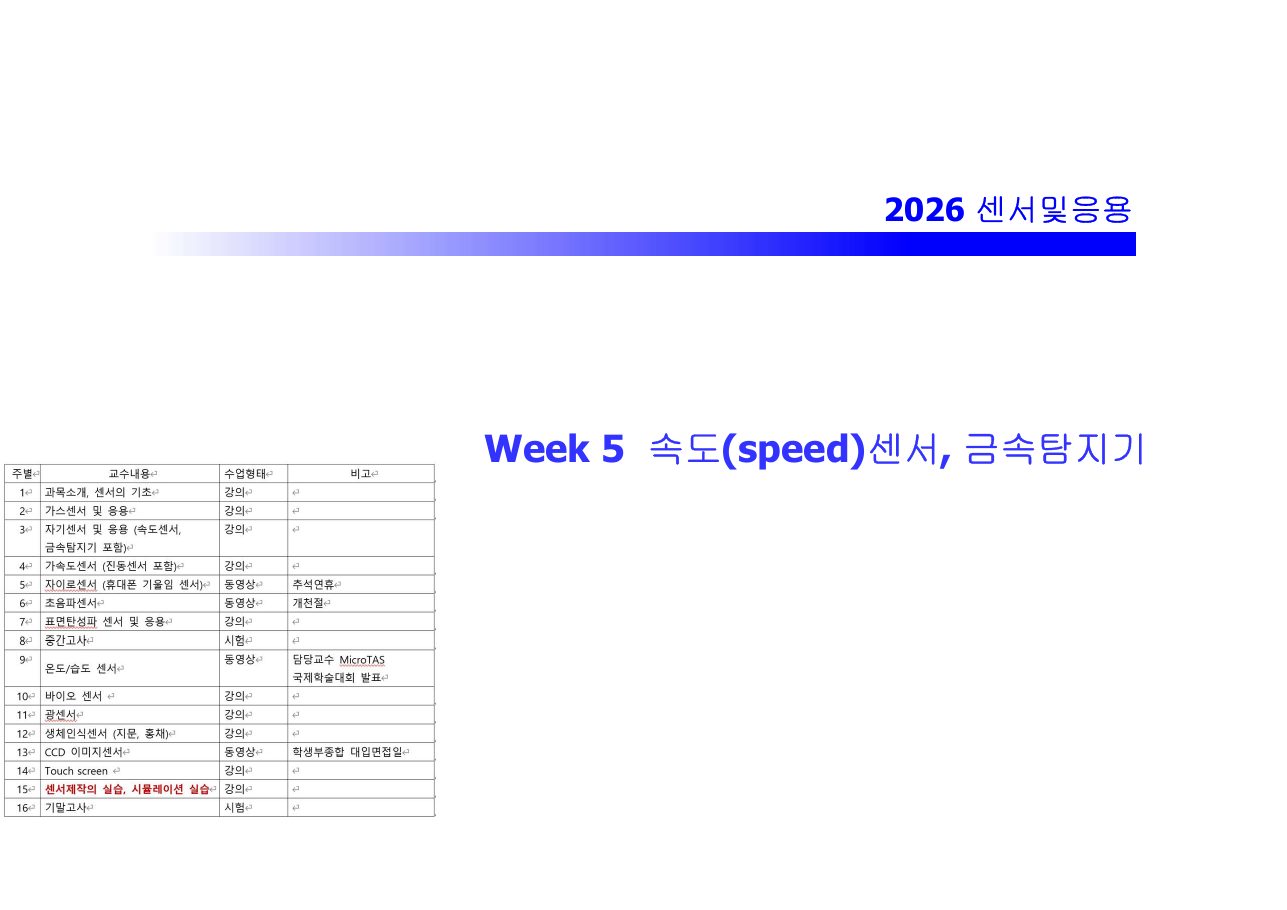 2026 센서및응용
Week 5 속도(speed)센서, 금속탐지기
주별↵ 교수내용↵ 수업형태↵ 비고↵
1↵ 과목소개, 센서의 기초↵ 강의↵ ↵
2↵ 가스센서 및 응용↵ 강의↵ ↵
3↵ 자기센서 및 응용 (속도센서, 강의↵ ↵
금속탐지기 포함)↵
4↵ 가속도센서 (진동센서 포함)↵ 강의↵ ↵
5↵ 자이로센서 (휴대폰 기울임 센서)↵ 동영상↵ 추석연휴↵
6↵ 초음파센서↵ 동영상↵ 개천절↵
7↵ 표면탄성파 센서 및 응용↵ 강의↵ ↵
8↵ 중간고사↵ 시험↵ ↵
9↵ 온도/습도 센서↵ 동영상↵ 담당교수 MicroTAS
국제학술대회 발표↵
10↵ 바이오 센서 ↵ 강의↵ ↵
11↵ 광센서↵ 강의↵ ↵
12↵ 생체인식센서 (지문, 홍채)↵ 강의↵ ↵
13↵ CCD 이미지센서↵ 동영상↵ 학생부종합 대입면접일↵
14↵ Touch screen ↵ 강의↵ ↵
15↵ 센서제작의 실습, 시뮬레이션 실습↵ 강의↵ ↵
16↵ 기말고사↵ 시험↵ ↵